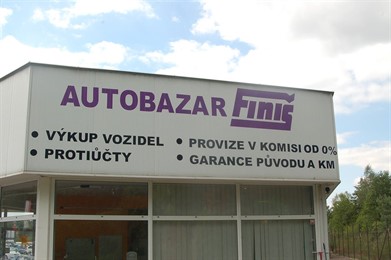 AUTOBAZAR Finiš
• VÝKUP VOZIDEL
• PROTIÚČTY
• PROVIZE V KOMISI OD 0%
• GARANCE PŮVODU A KM